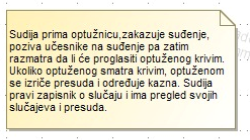 Sudija prima optužnicu,zakazuje suđenje,
poziva učesnike na suđenje pa zatim
razmatra da li će proglasiti optuženog krivim.
Ukoliko optuženog smatra krivim, optuženom
se izriče presuda i određuje kazna. Sudija
pravi zapisnik o slučaju i ima pregled svojih
slučajeva i presuda.